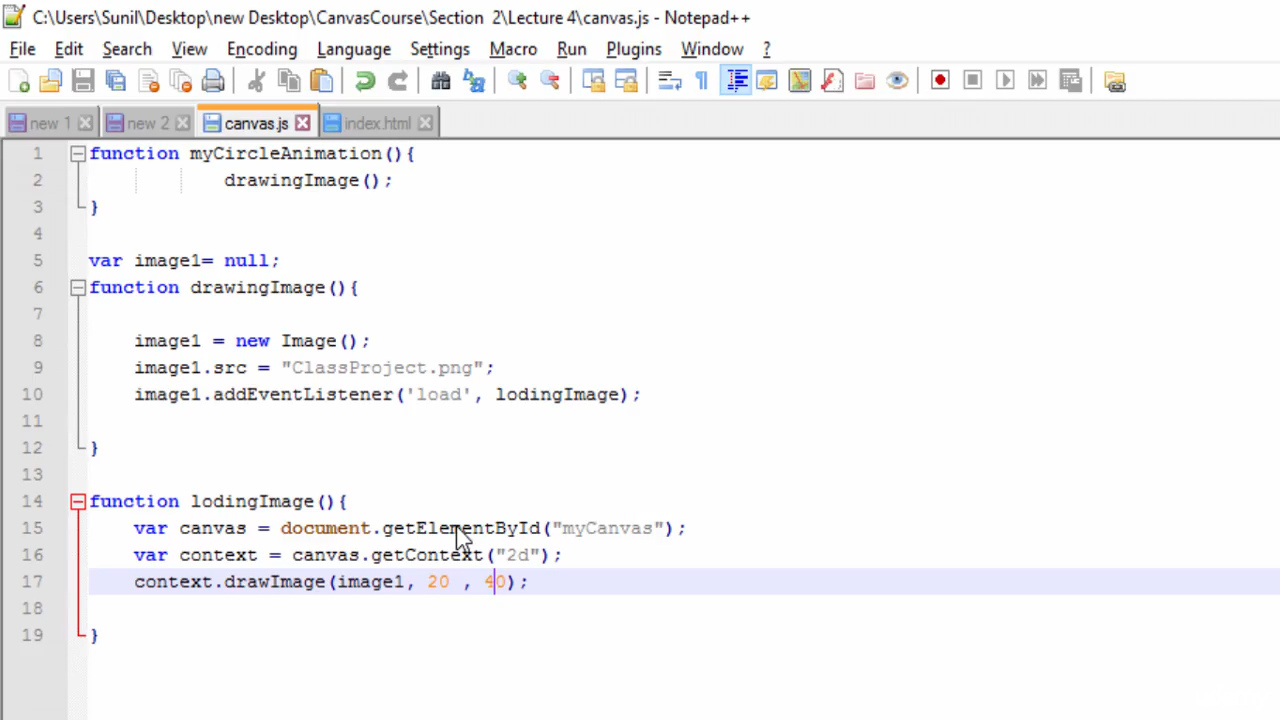 C:\Users\Sunil\Desktop\new Desktop\CanvasCourse\Section 2\Lecture 4\canvas.js - Notepad++
File Edit Search View Encoding Language Settings Macro Run Plugins Window ?
new 1 new 2 canvas.js index.html
1 function myCircleAnimation(){
2 drawingImage();
3 }
4
5 var image1= null;
6 function drawingImage(){
7
8 image1 = new Image();
9 image1.src = "ClassProject.png";
10 image1.addEventListener('load', lodingImage);
11
12 }
13
14 function lodingImage(){
15 var canvas = document.getElementById("myCanvas");
16 var context = canvas.getContext("2d");
17 context.drawImage(image1, 20 , 40);
18
19 }